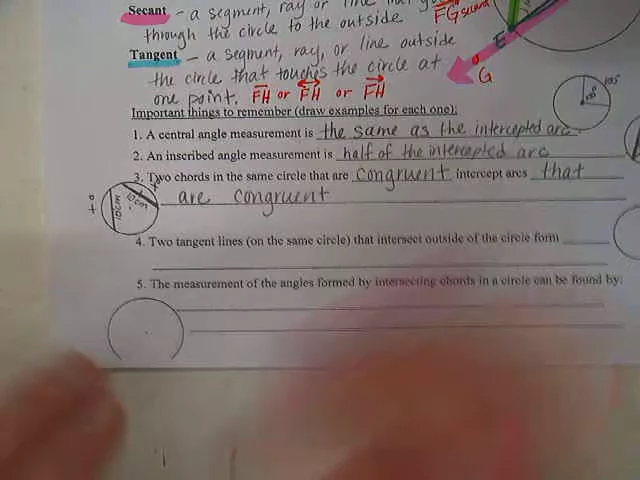 Secant - a segment, ray or line that
through the circle to the outside
FG secant
Tangent - a segment, ray, or line outside
the circle that touches the circle at
one point. FH or FH or FH
E
G
Important things to remember (draw examples for each one):
1. A central angle measurement is the same as the intercepted arc
2. An inscribed angle measurement is half of the intercepted arc
3. Two chords in the same circle that are congruent intercept arcs that
are congruent
10cm
10cm
x°
4. Two tangent lines (on the same circle) that intersect outside of the circle form
5. The measurement of the angles formed by intersecting chords in a circle can be found by: